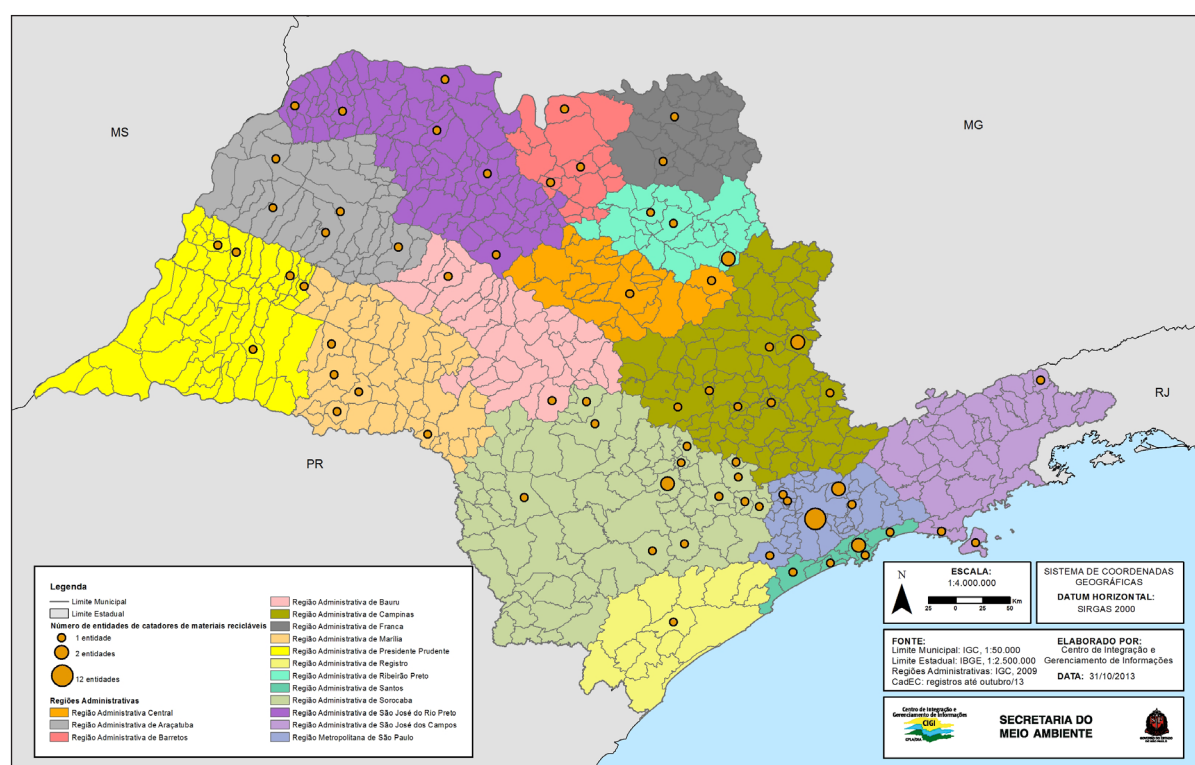 MS
MG
RJ
PR
Legenda
Limite Municipal
Limite Estadual
Número de entidades de catadores de materiais recicláveis
1 entidade
2 entidades
12 entidades
Regiões Administrativas
Região Administrativa Central
Região Administrativa de Araçatuba
Região Administrativa de Barretos
Região Administrativa de Bauru
Região Administrativa de Campinas
Região Administrativa de Franca
Região Administrativa de Marília
Região Administrativa de Presidente Prudente
Região Administrativa de Registro
Região Administrativa de Ribeirão Preto
Região Administrativa de Santos
Região Administrativa de Sorocaba
Região Administrativa de São José do Rio Preto
Região Administrativa de São José dos Campos
Região Metropolitana de São Paulo
N
ESCALA:
1:4.000.000
25 0 25 50 Km
SISTEMA DE COORDENADAS
GEOGRÁFICAS
DATUM HORIZONTAL:
SIRGAS 2000
FONTE:
Limite Municipal: IGC, 1:50.000
Limite Estadual: IBGE, 1:2.500.000
Regiões Administrativas: IGC, 2009
CadEC: registros até outubro/13
ELABORADO POR:
Centro de Integração e
Gerenciamento de Informações
DATA: 31/10/2013
Centro de Integração e
Gerenciamento de Informações
CIGI
SECRETARIA DO
MEIO AMBIENTE